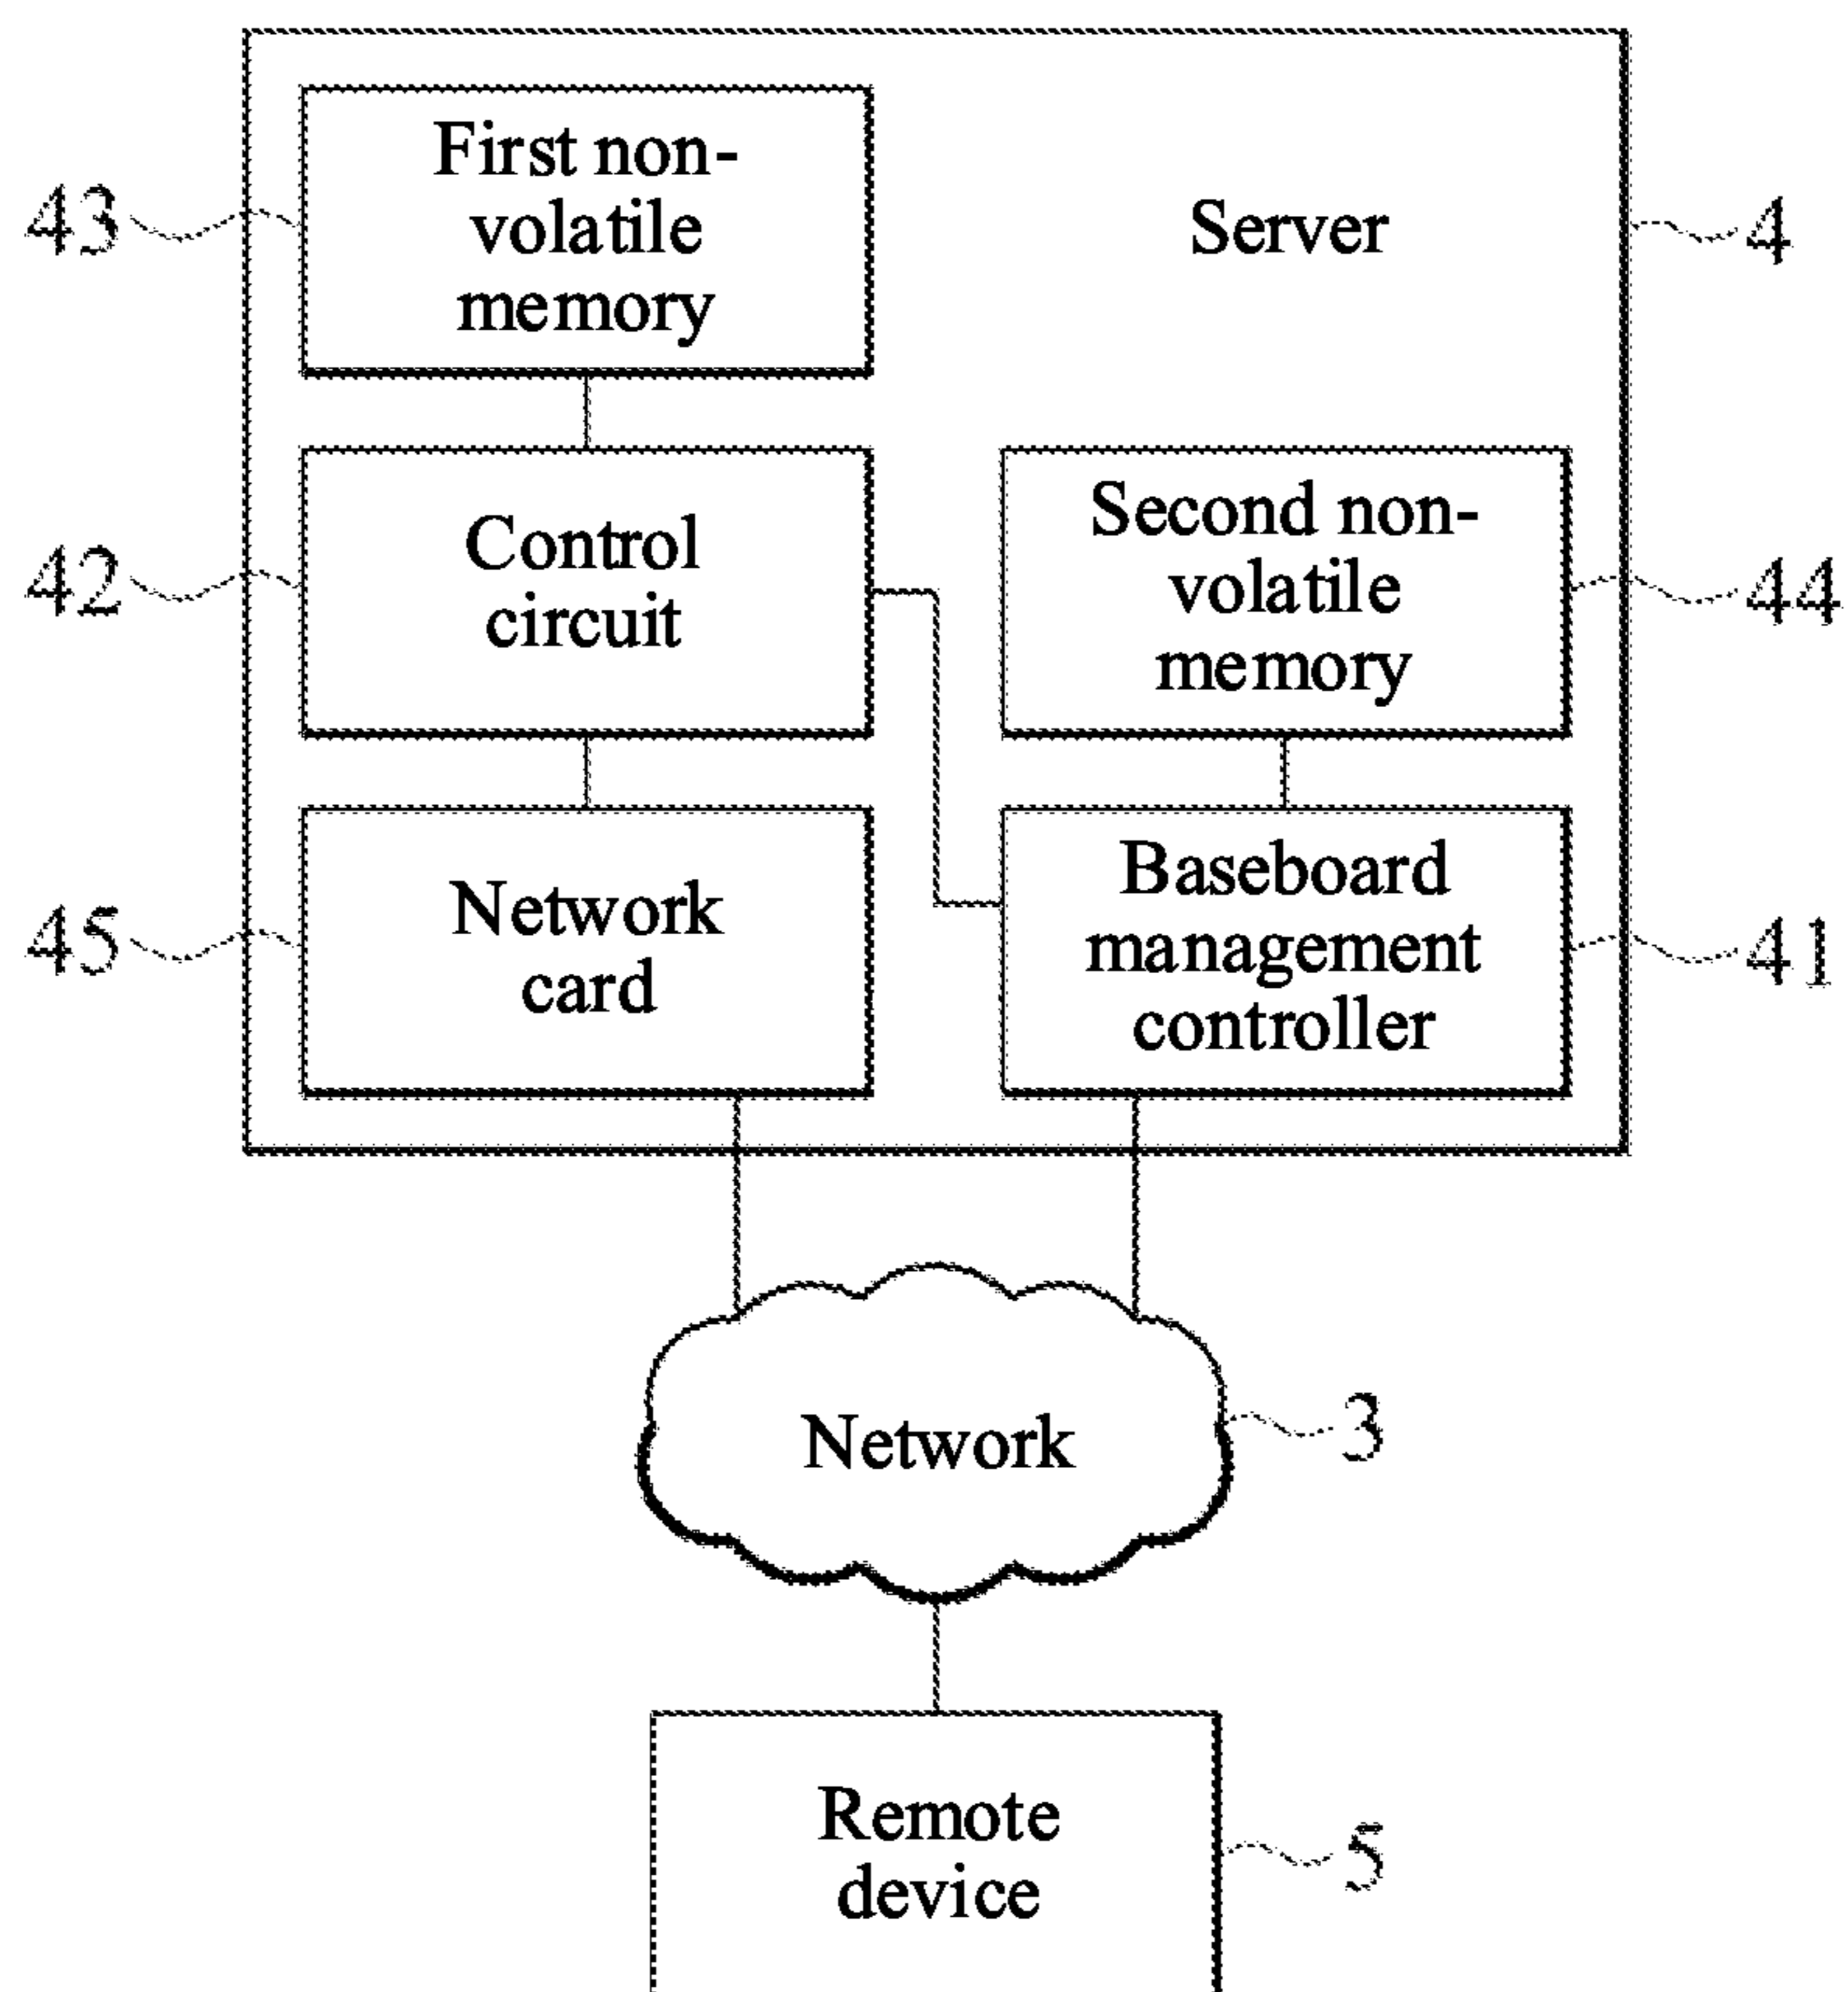 First non-
volatile
memory
43
Server
4
Control
circuit
42
Second non-
volatile
memory
44
Network
card
45
Baseboard
management
controller
41
Network
3
Remote
device
5